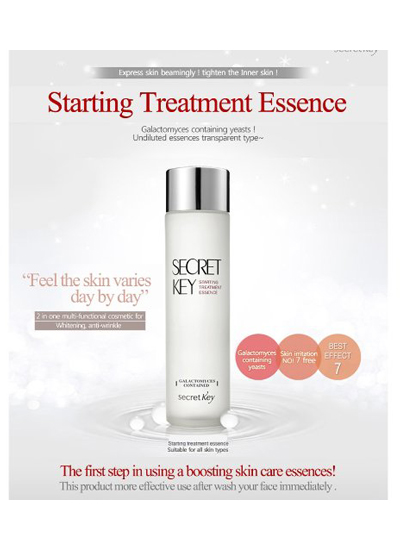 secretKey
Express skin beamingly ! tighten the Inner skin !
Starting Treatment Essence
Galactomyces containing yeasts !
Undiluted essences transparent type~
SECRET
KEY
STARTING
TREATMENT
ESSENCE
“Feel the skin varies
day by day”
2 in one multi-functional cosmetic for
Whitening, anti-wrinkle
Galactomyces
containing
yeasts
Skin irritation
NO! 7 free
BEST
EFFECT
7
GALACTOMYCES
CONTAINED
secret Key
Starting treatment essence
Suitable for all skin types
The first step in using a boosting skin care essences!
This product more effective use after wash your face immediately .